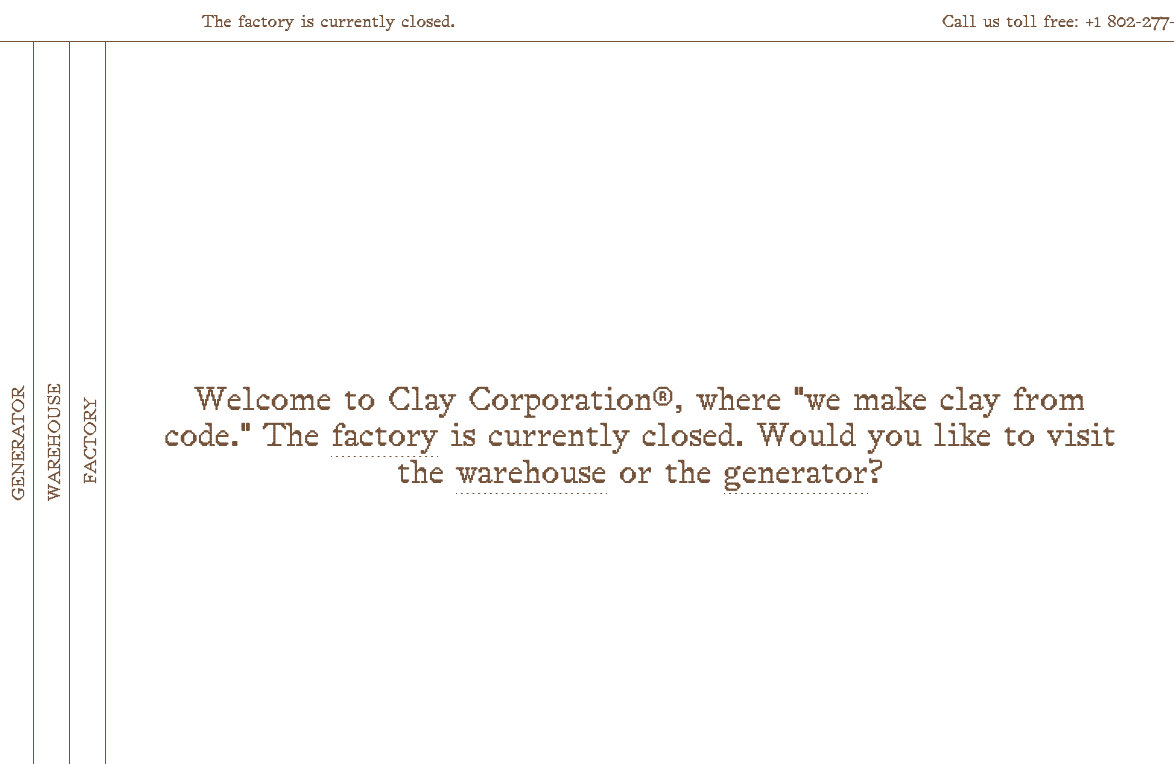 The factory is currently closed.
Call us toll free: +1 802-277-
GENERATOR
WAREHOUSE
FACTORY
Welcome to Clay Corporation®, where "we make clay from
code." The factory is currently closed. Would you like to visit
the warehouse or the generator?